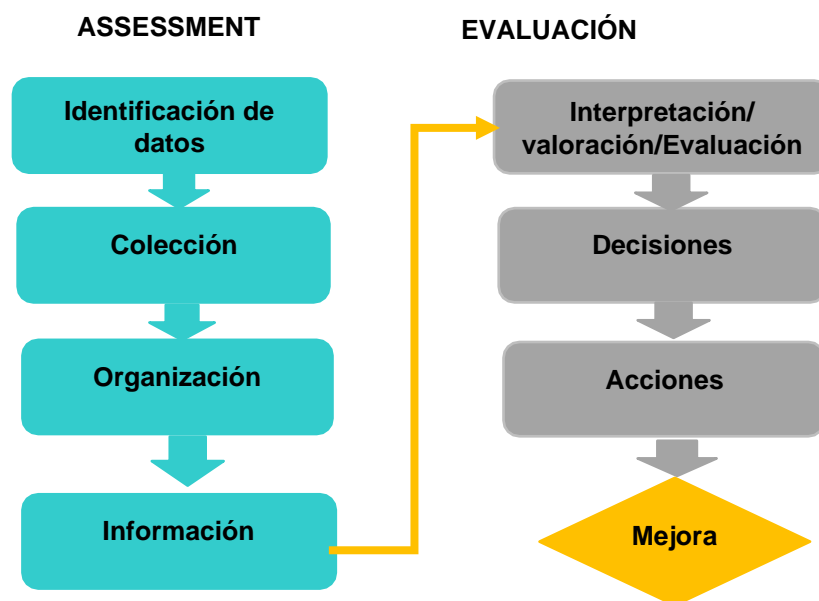 ASSESSMENT
Identificación de
datos
Colección
Organización
Información
EVALUACIÓN
Interpretación/
valoración/Evaluación
Decisiones
Acciones
Mejora